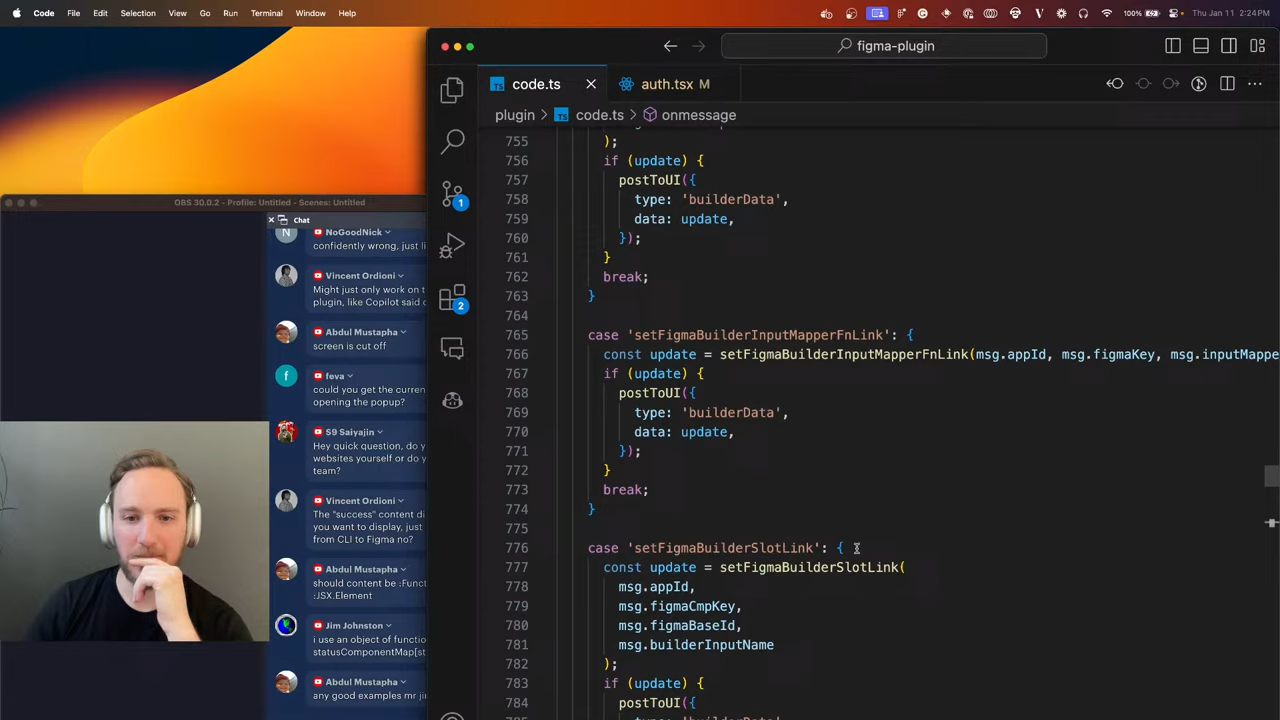 Code File Edit Selection View Go Run Terminal Window Help
100% Thu Jan 11 2:24 PM
figma-plugin
TS code.ts
auth.tsx M
plugin > TS code.ts > onmessage
1
2
755 );
756 if (update) {
757 postToUI({
758 type: 'builderData',
759 data: update,
760 });
761 }
762 break;
763 }
764
765 case 'setFigmaBuilderInputMapperFnLink': {
766 const update = setFigmaBuilderInputMapperFnLink(msg.appId, msg.figmaKey, msg.inputMappe
767 if (update) {
768 postToUI({
769 type: 'builderData',
770 data: update,
771 });
772 }
773 break;
774 }
775
776 case 'setFigmaBuilderSlotLink': {
777 const update = setFigmaBuilderSlotLink(
778 msg.appId,
779 msg.figmaCmpKey,
780 msg.figmaBaseId,
781 msg.builderInputName
782 );
783 if (update) {
784 postToUI({
OBS 30.0.2 - Profile: Untitled - Scenes: Untitled
Chat
N NoGoodNick
confidently wrong, just li
Vincent Ordioni
Might just only work on t
plugin, like Copilot said
Abdul Mustapha
screen is cut off
f feva
could you get the curren
opening the popup?
S9 Saiyajin
Hey quick question, do y
websites yourself or do y
team?
Vincent Ordioni
The "success" content di
you want to display, just
from CLI to Figma no?
Abdul Mustapha
should content be :Func
:JSX.Element
Jim Johnston
i use an object of functio
statusComponentMap[st
Abdul Mustapha
any good examples mr ji